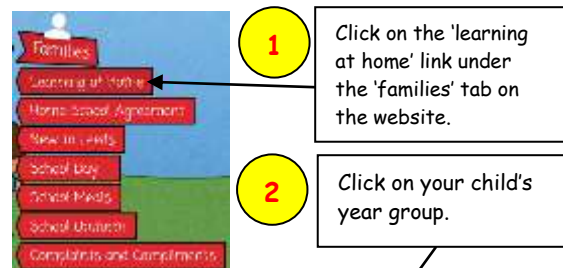 Families
Learning at Home
Home School Agreement
New to Leeds
School Day
School Meals
School Uniform
Complaints and Compliments
1
Click on the ‘learning
at home’ link under
the ‘families’ tab on
the website.
2
Click on your child’s
year group.